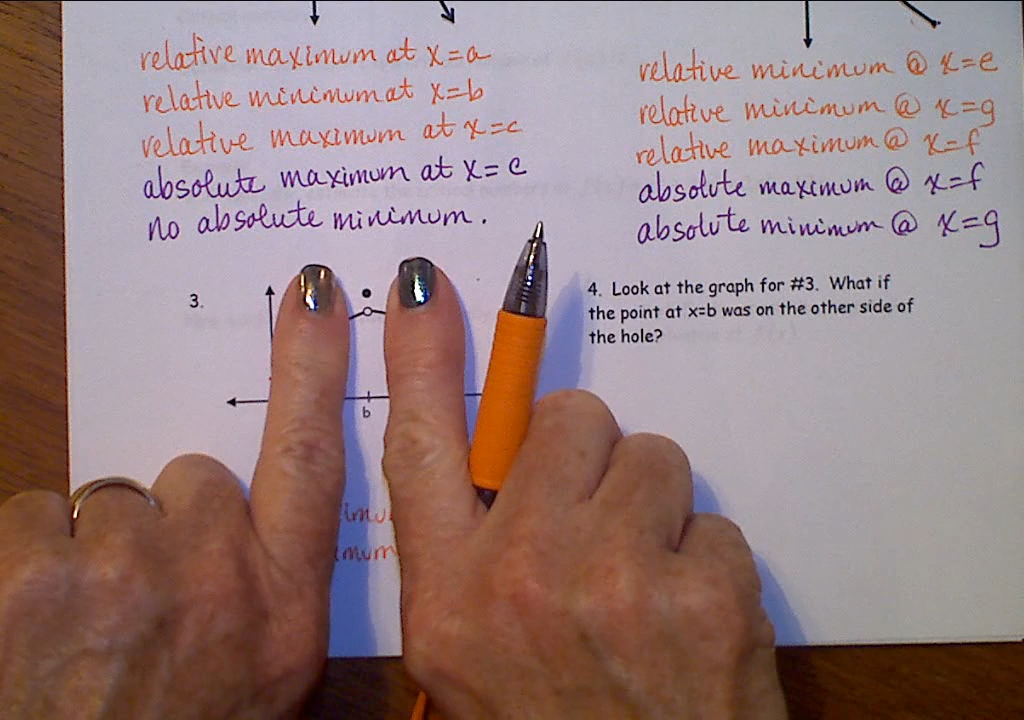 relative maximum at x=a
relative minimum at x=b
relative maximum at x=c
absolute maximum at x=c
no absolute minimum.
relative minimum @ x=e
relative minimum @ x=g
relative maximum @ x=f
absolute maximum @ x=f
absolute minimum @ x=g
3.
b
4. Look at the graph for #3. What if
the point at x=b was on the other side of
the hole?